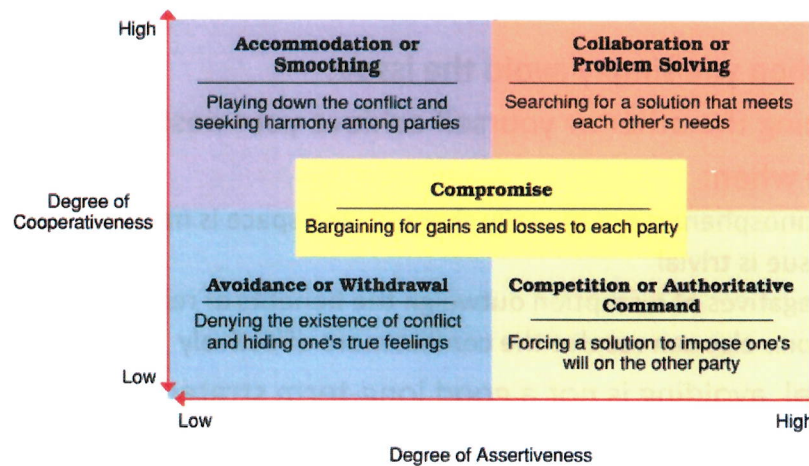 High
Accommodation or
Smoothing
Playing down the conflict and
seeking harmony among parties
Collaboration or
Problem Solving
Searching for a solution that meets
each other's needs
Degree of
Cooperativeness
Compromise
Bargaining for gains and losses to each party
Avoidance or Withdrawal
Denying the existence of conflict
and hiding one's true feelings
Competition or Authoritative
Command
Forcing a solution to impose one's
will on the other party
Low
Low
High
Degree of Assertiveness